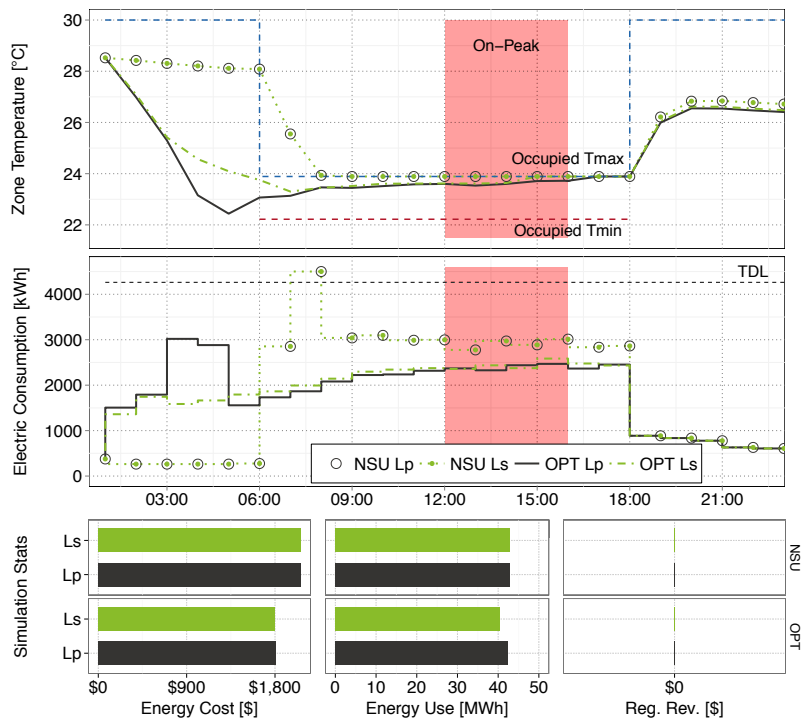 Zone Temperature [°C]
30
28
26
24
22
On−Peak
Occupied Tmax
Occupied Tmin
Electric Consumption [kWh]
4000
3000
2000
1000
0
TDL
NSU Lp NSU Ls OPT Lp OPT Ls
03:00 06:00 09:00 12:00 15:00 18:00 21:00
Simulation Stats
Ls
Lp
NSU
Ls
Lp
OPT
$0 $900 $1,800 0 10 20 30 40 50 $0
Energy Cost [$] Energy Use [MWh] Reg. Rev. [$]